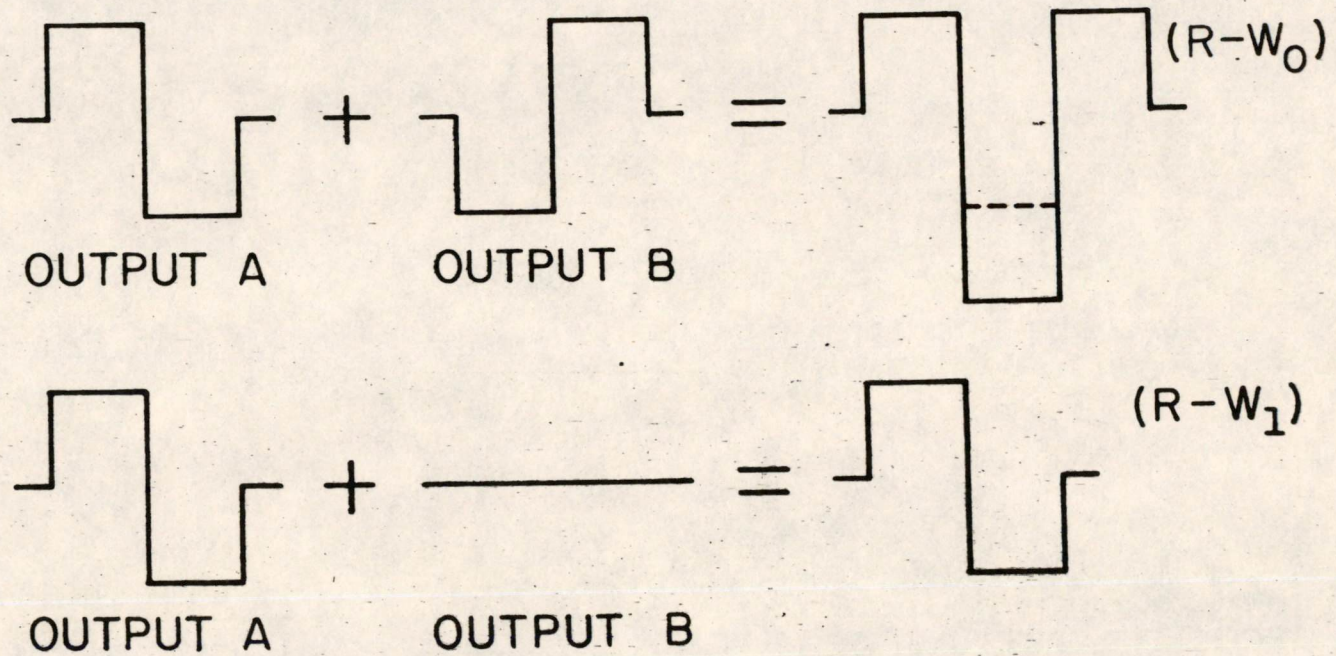 + = (R-W₀)
OUTPUT A OUTPUT B
+ = (R-W₁)
OUTPUT A OUTPUT B